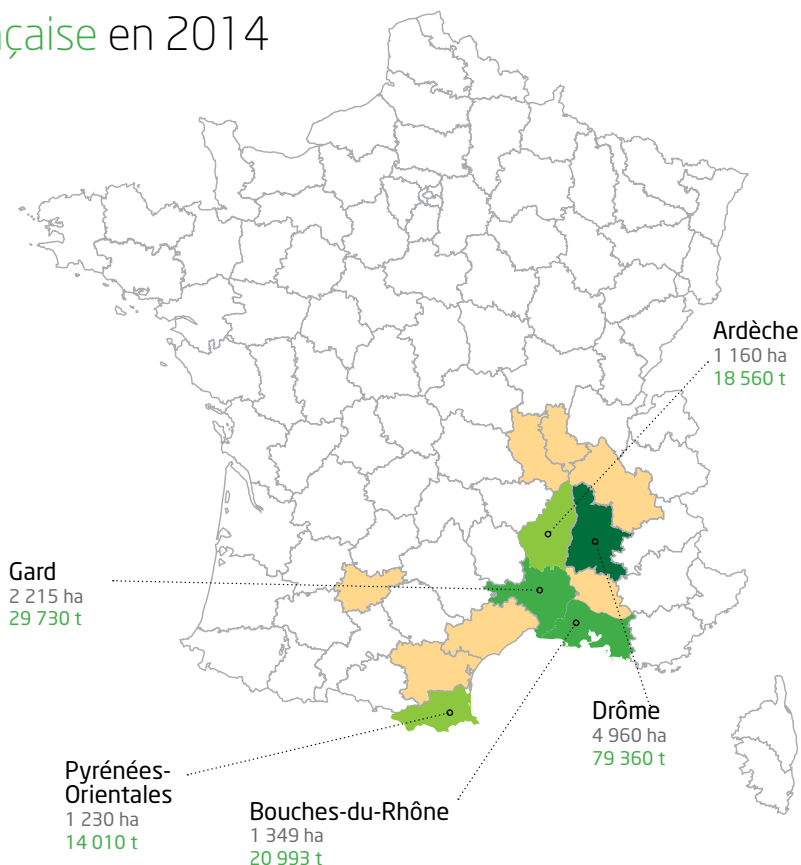 çaise en 2014
Ardèche
1 160 ha
18 560 t
Gard
2 215 ha
29 730 t
Drôme
4 960 ha
79 360 t
Pyrénées-
Orientales
1 230 ha
14 010 t
Bouches-du-Rhône
1 349 ha
20 993 t